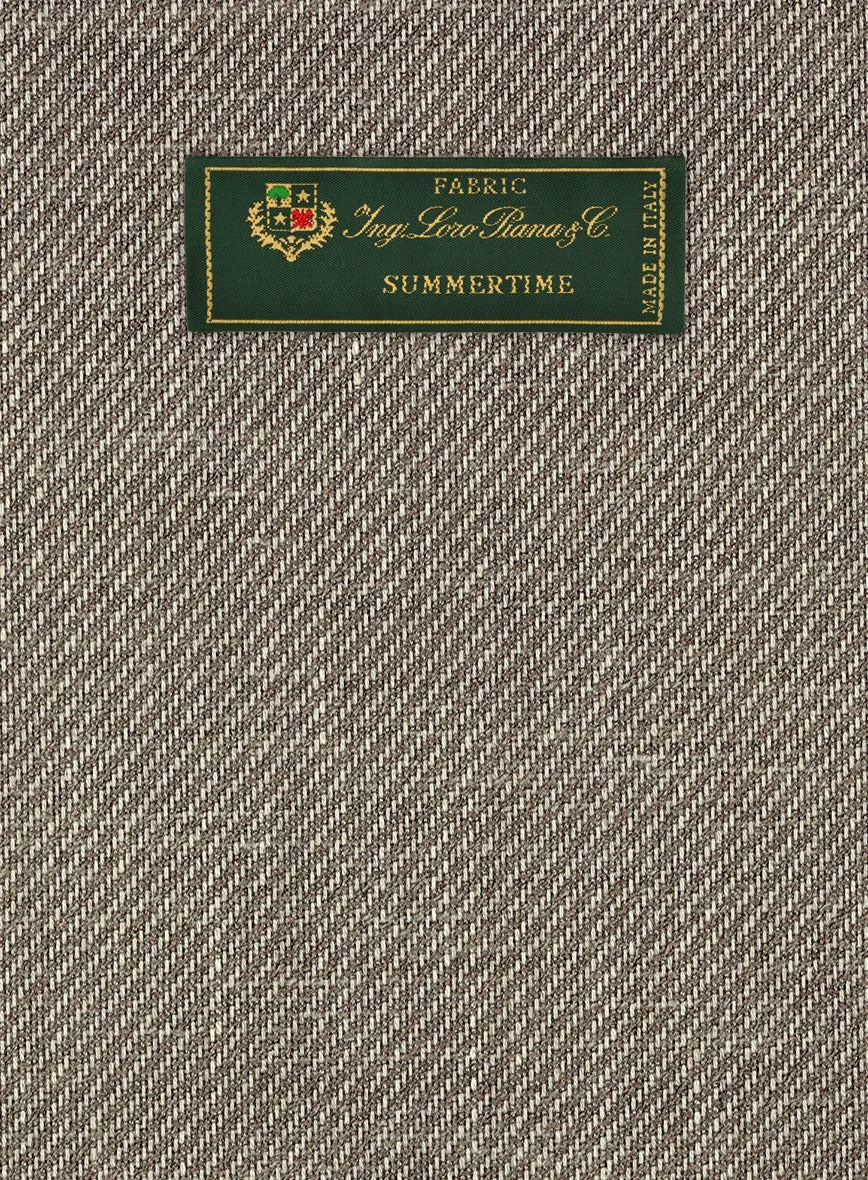 FABRIC
Ing. Loro Piana & C.
SUMMERTIME
MADE IN ITALY